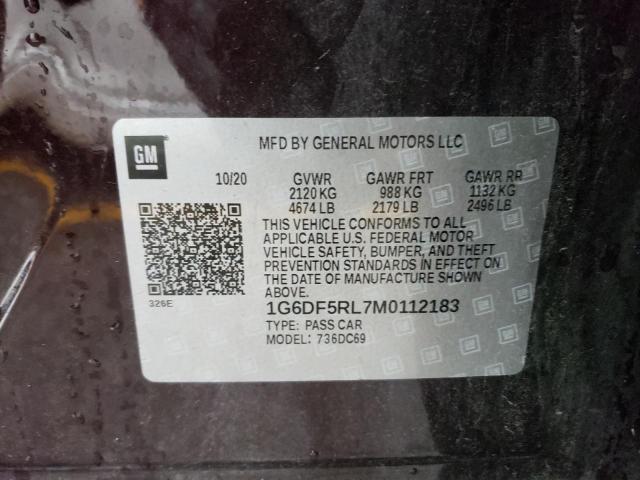 GM
MFD BY GENERAL MOTORS LLC
10/20 GVWR GAWR FRT GAWR RR
2120 KG 988 KG 1132 KG
4674 LB 2179 LB 2496 LB
THIS VEHICLE CONFORMS TO ALL
APPLICABLE U.S. FEDERAL MOTOR
VEHICLE SAFETY, BUMPER, AND THEFT
PREVENTION STANDARDS IN EFFECT ON
THE DATE OF MANUFACTURE SHOWN ABOVE.
326E
1G6DF5RL7M0112183
TYPE: PASS CAR
MODEL: 736DC69